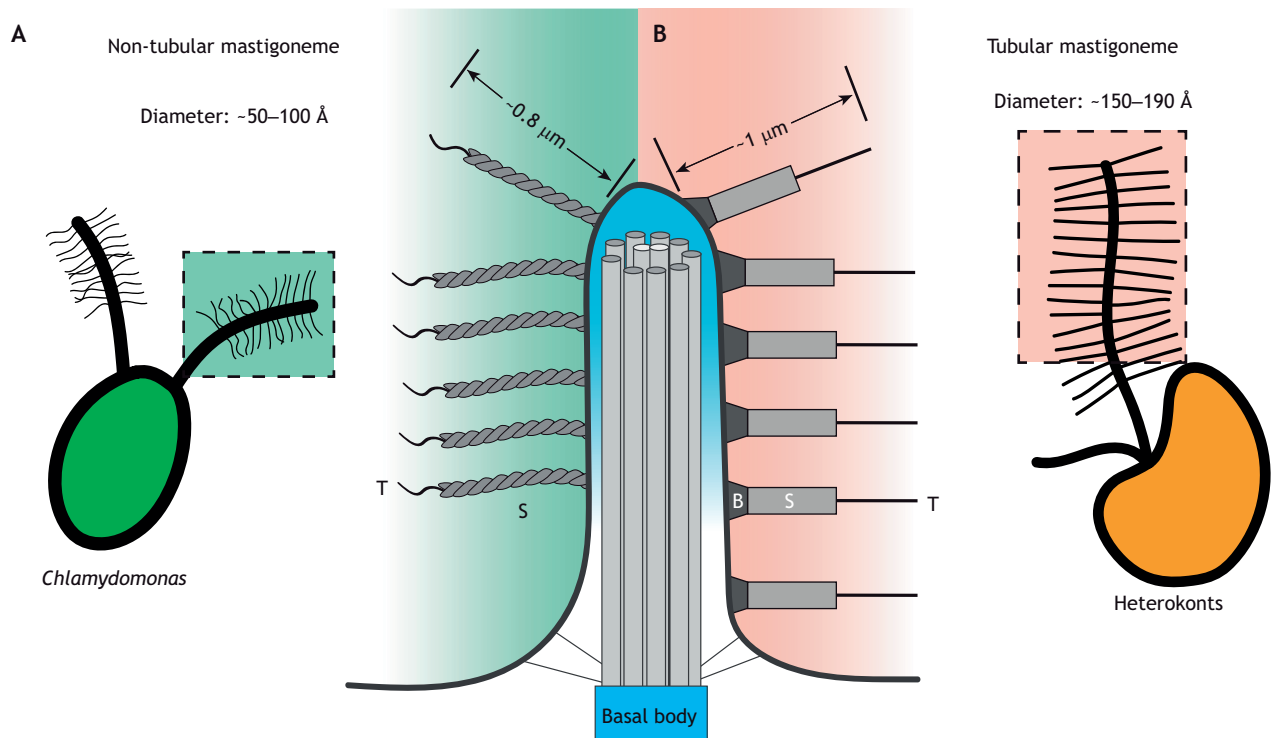 A
Non-tubular mastigoneme
Diameter: ~50–100 Å
~0.8 μm
T
S
Chlamydomonas
B
Tubular mastigoneme
Diameter: ~150–190 Å
~1 μm
B
S
T
Heterokonts
Basal body